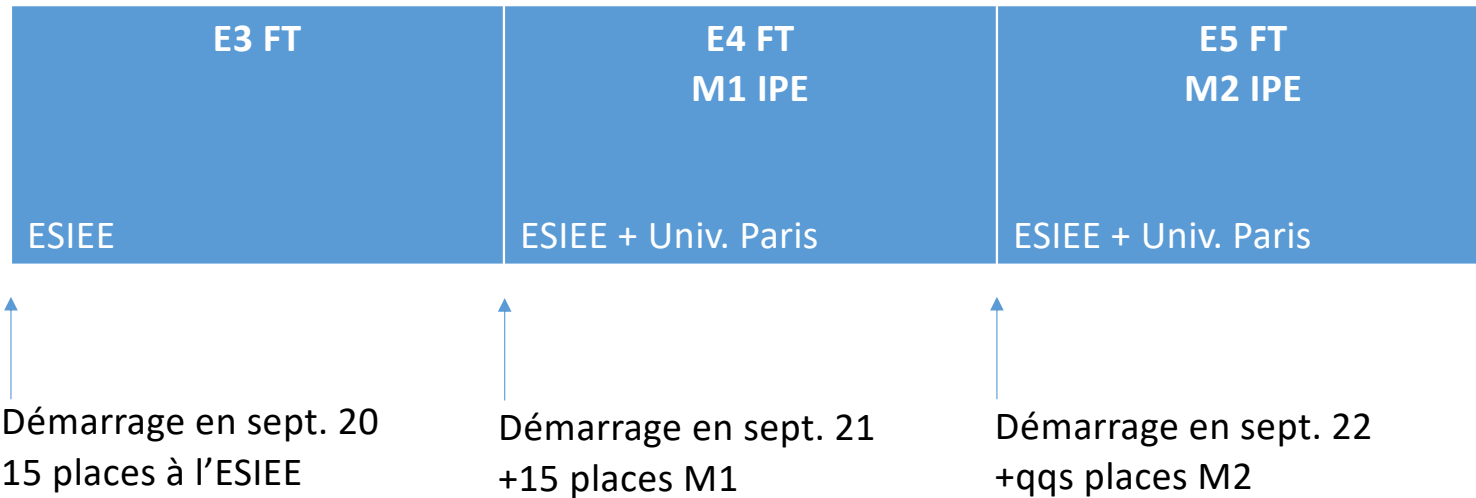 E3 FT
E4 FT
M1 IPE
E5 FT
M2 IPE
ESIEE
ESIEE + Univ. Paris
ESIEE + Univ. Paris
Démarrage en sept. 20
15 places à l’ESIEE
Démarrage en sept. 21
+15 places M1
Démarrage en sept. 22
+qqs places M2